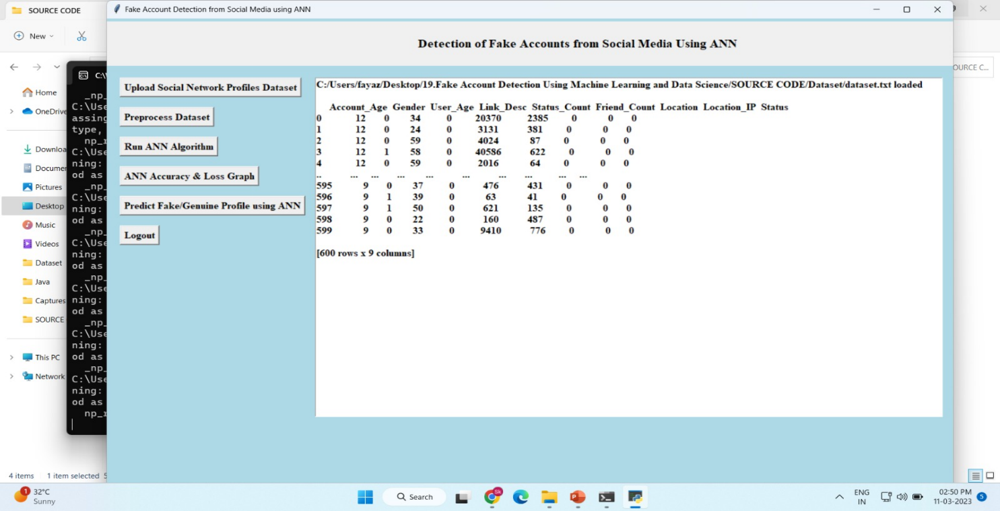 SOURCE CODE
Fake Account Detection from Social Media using ANN
New
Detection of Fake Accounts from Social Media Using ANN
OURCE C...
Home
OneDrive
Downloa
Documen
Pictures
Desktop
Music
Videos
Dataset
Java
Captures
SOURCE
This PC
Network
C:\
_np_
C:\Use
assing
type,
np_r
C:\Use
ning:
od as
_np_
C:\Use
ning:
od as
_np_
C:\Use
ning:
od as
_np_
C:\Use
ning:
od as
_np_
C:\Use
ning:
od as
_np_
C:\Use
ning:
od as
np_r
Upload Social Network Profiles Dataset
Preprocess Dataset
Run ANN Algorithm
ANN Accuracy & Loss Graph
Predict Fake/Genuine Profile using ANN
Logout
C:/Users/fayaz/Desktop/19.Fake Account Detection Using Machine Learning and Data Science/SOURCE CODE/Dataset/dataset.txt loaded
Account_Age Gender User_Age Link_Desc Status_Count Friend_Count Location Location_IP Status
0 12 0 34 0 20370 2385 0 0 0
1 12 0 24 0 3131 381 0 0 0
2 12 0 59 0 4024 87 0 0 0
3 12 1 58 0 40586 622 0 0 0
4 12 0 59 0 2016 64 0 0 0
.. ... ... ... ... ... ... ... ... ...
595 9 0 37 0 476 431 0 0 0
596 9 1 39 0 63 41 0 0 0
597 9 1 50 0 621 135 0 0 0
598 9 0 22 0 160 487 0 0 0
599 9 0 33 0 9410 776 0 0 0
[600 rows x 9 columns]
4 items 1 item selected 5
1
32°C
Sunny
Search
ENG
IN
02:50 PM
11-03-2023
5